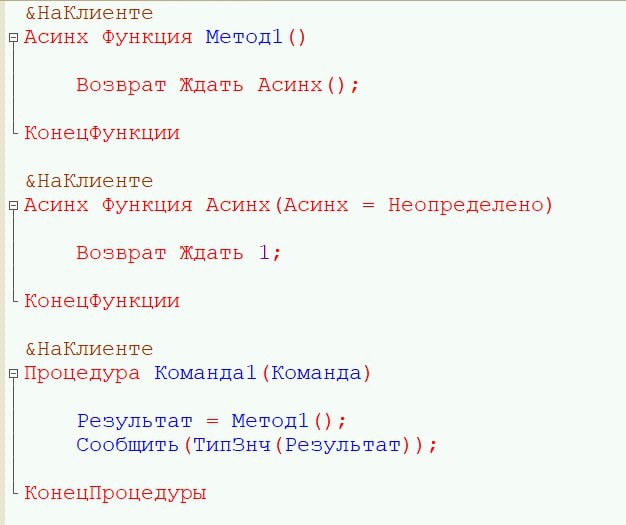 &НаКлиенте
Асинх Функция Метод1()
Возврат Ждать Асинх();
КонецФункции
&НаКлиенте
Асинх Функция Асинх(Асинх = Неопределено)
Возврат Ждать 1;
КонецФункции
&НаКлиенте
Процедура Команда1(Команда)
Результат = Метод1();
Сообщить(ТипЗнч(Результат));
КонецПроцедуры